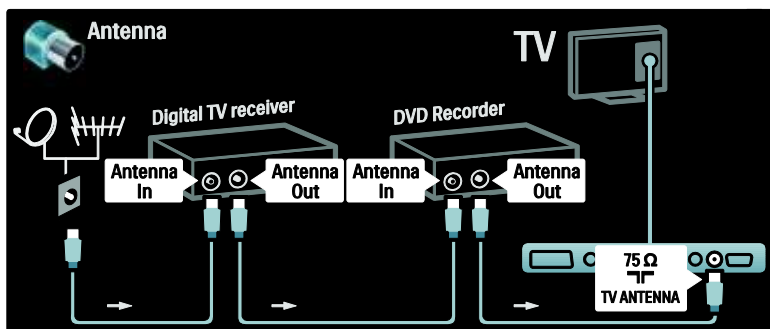 Antenna
TV
Digital TV receiver
DVD Recorder
Antenna
In
Antenna
Out
Antenna
In
Antenna
Out
75 Ω
TV ANTENNA